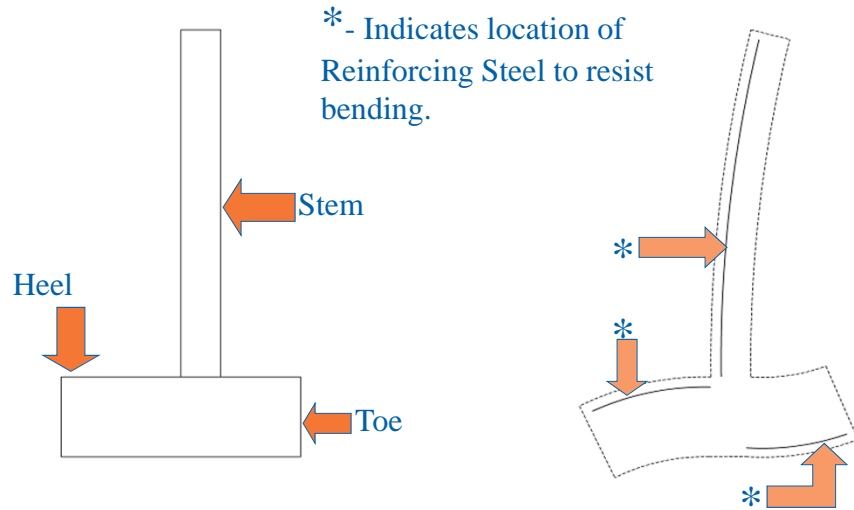 *- Indicates location of
Reinforcing Steel to resist
bending.
Stem
Heel
Toe
*
*
*